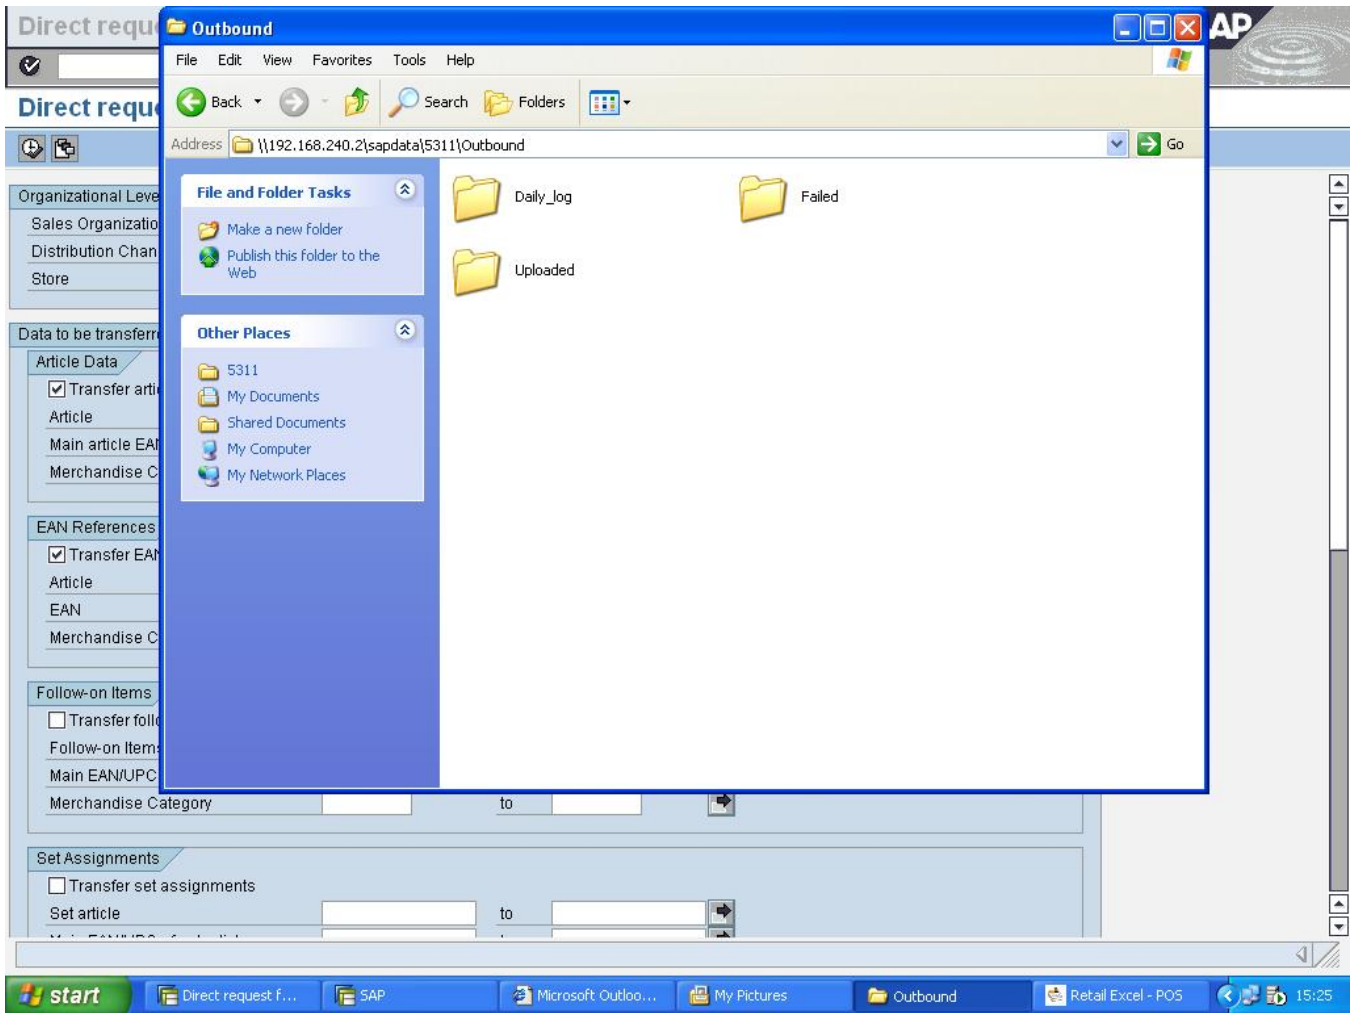 Direct requ
AP
Outbound
File Edit View Favorites Tools Help
Back Search Folders
Direct reque
Address \\192.168.240.2\sapdata\5311\Outbound Go
Organizational Leve
Sales Organizatio
Distribution Chan
Store
Data to be transferr
Article Data
Transfer arti
Article
Main article EAN
Merchandise C
EAN References
Transfer EAN
Article
EAN
Merchandise C
Follow-on Items
Transfer follo
Follow-on Items
Main EAN/UPC
Merchandise Category to
Set Assignments
Transfer set assignments
Set article to
File and Folder Tasks
Make a new folder
Publish this folder to the
Web
Other Places
5311
My Documents
Shared Documents
My Computer
My Network Places
Daily_log Failed
Uploaded
start Direct request f... SAP Microsoft Outloo... My Pictures Outbound Retail Excel - POS 15:25